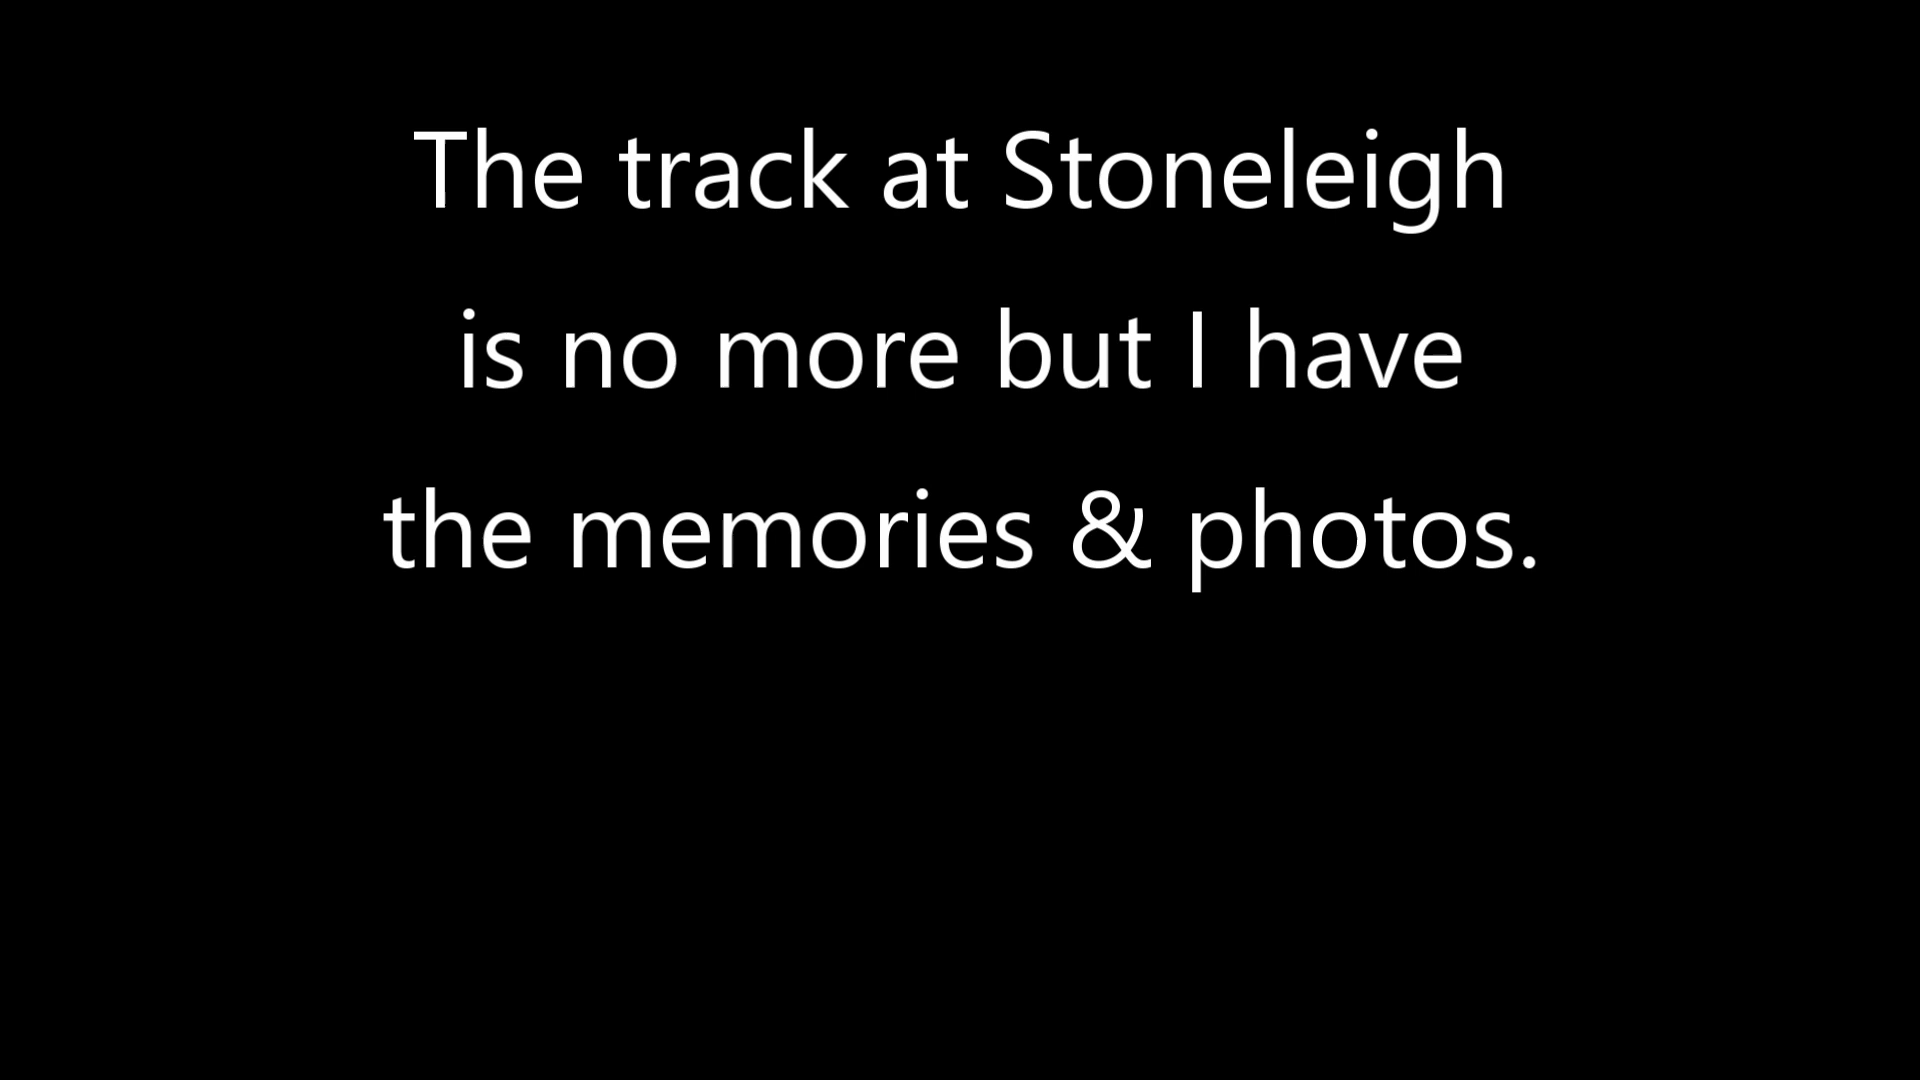 The track at Stoneleigh
is no more but I have
the memories & photos.